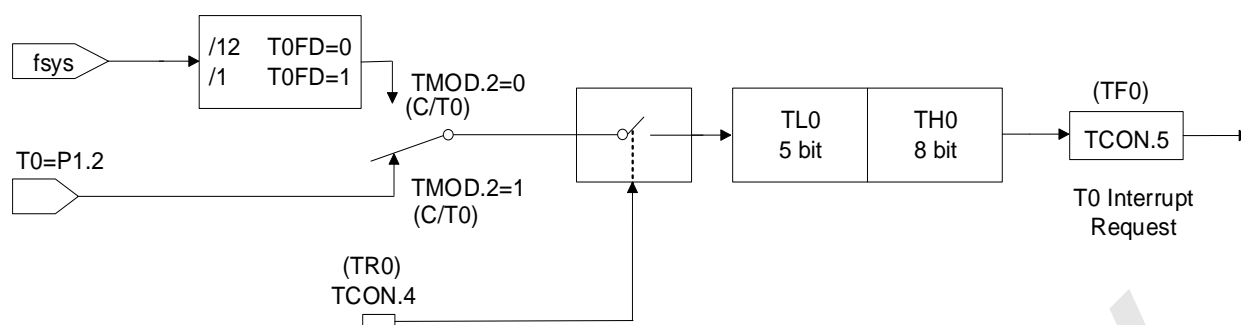 fsys
/12 T0FD=0
/1 T0FD=1
TMOD.2=0
(C/T0)
T0=P1.2
TMOD.2=1
(C/T0)
(TR0)
TCON.4
TL0
5 bit
TH0
8 bit
(TF0)
TCON.5
T0 Interrupt
Request